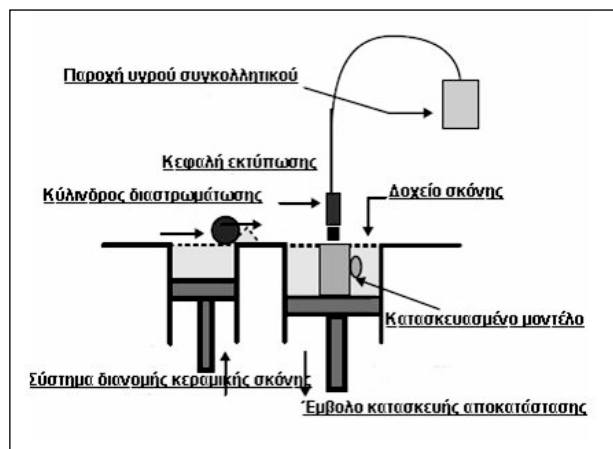 Παροχή υγρού συγκολλητικού
Κεφαλή εκτύπωσης
Κύλινδρος διαστρωμάτωσης
Δοχείο σκόνης
Κατασκευασμένο μοντέλο
Σύστημα διανομής κεραμικής σκόνης
Έμβολο κατασκευής αποκατάστασης